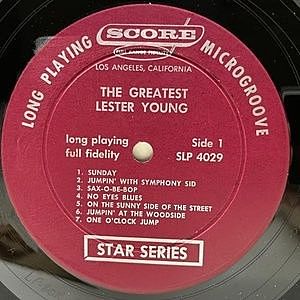 LONG PLAYING
SCORE
MICROGROOVE
LOS ANGELES, CALIFORNIA
THE GREATEST
LESTER YOUNG
long playing
full fidelity
Side 1
SLP 4029
1. SUNDAY
2. JUMPIN' WITH SYMPHONY SID
3. SAX-O-BE-BOP
4. NO EYES BLUES
5. ON THE SUNNY SIDE OF THE STREET
6. JUMPIN' AT THE WOODSIDE
7. ONE O'CLOCK JUMP
STAR SERIES